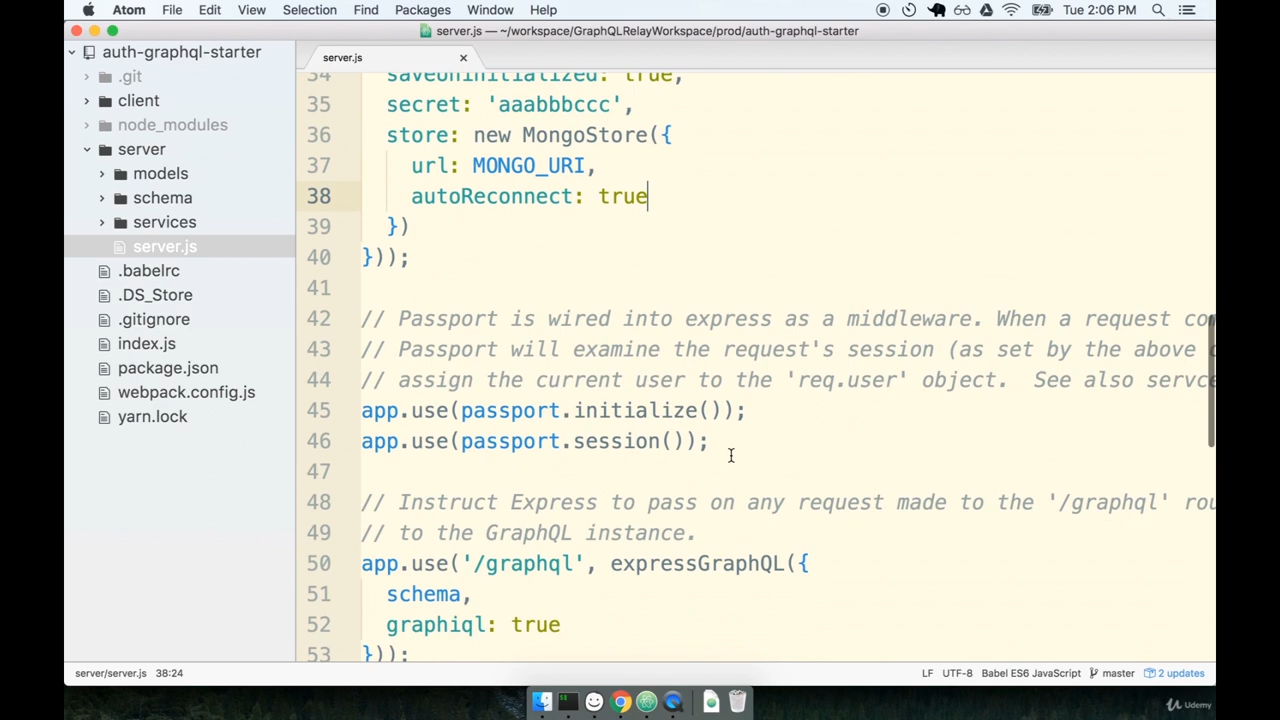 Atom File Edit View Selection Find Packages Window Help Tue 2:06 PM
server.js — ~/workspace/GraphQLRelayWorkspace/prod/auth-graphql-starter
auth-graphql-starter
.git
client
node_modules
server
models
schema
services
server.js
.babelrc
.DS_Store
.gitignore
index.js
package.json
webpack.config.js
yarn.lock
server.js
34 saveUninitialized: true,
35 secret: 'aaabbbccc',
36 store: new MongoStore({
37 url: MONGO_URI,
38 autoReconnect: true
39 })
40 }));
41
42 // Passport is wired into express as a middleware. When a request co
43 // Passport will examine the request's session (as set by the above
44 // assign the current user to the 'req.user' object.  See also servce
45 app.use(passport.initialize());
46 app.use(passport.session());
47
48 // Instruct Express to pass on any request made to the '/graphql' rou
49 // to the GraphQL instance.
50 app.use('/graphql', expressGraphQL({
51 schema,
52 graphiql: true
53 }));
server/server.js 38:24 LF UTF-8 Babel ES6 JavaScript master 2 updates
Udemy